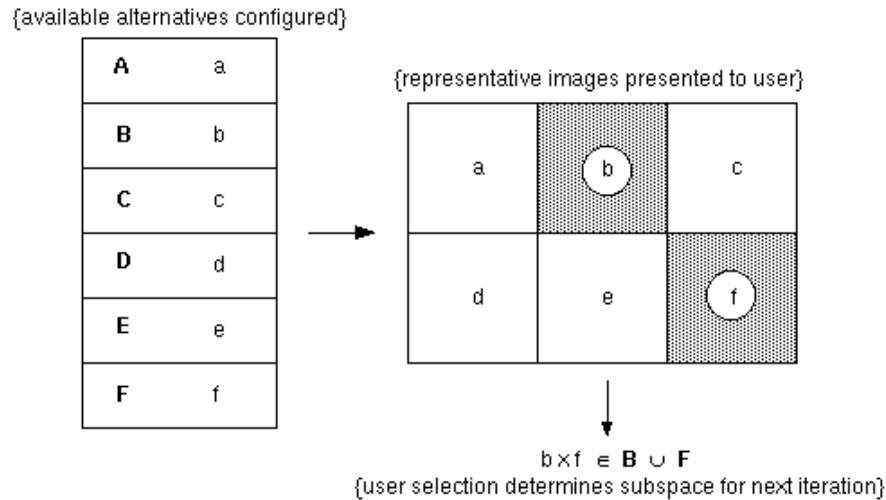 {available alternatives configured}
A a
B b
C c
D d
E e
F f
{representative images presented to user}
a b c
d e f
b×f ∈ B ∪ F
{user selection determines subspace for next iteration}